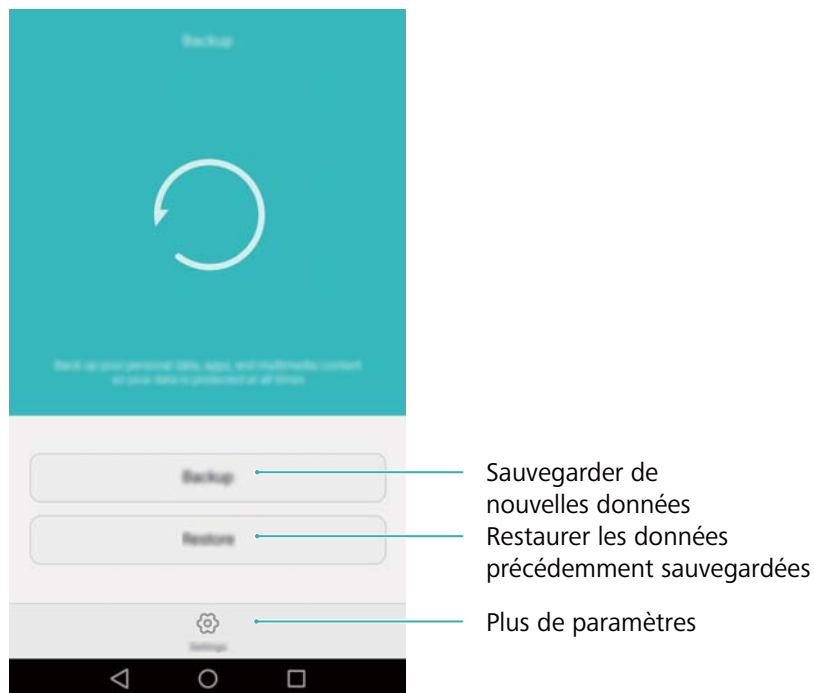 Backup
Back up your personal data, apps, and multimedia content
so your data is protected at all times
Backup
Sauvegarder de
nouvelles données
Restore
Restaurer les données
précédemment sauvegardées
Settings
Plus de paramètres